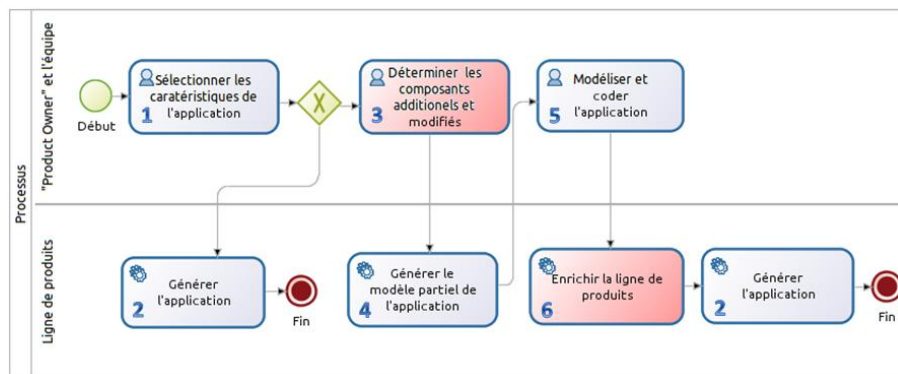 Processus
"Product Owner" et l'équipe
Début
Sélectionner les
caratéristiques de
l'application
1
X
Déterminer les
composants
additionels et
modifiés
3
Modéliser et
coder
l'application
5
Ligne de produits
Générer
l'application
2
Fin
Générer le
modèle partiel de
l'application
4
Enrichir la ligne de
produits
6
Générer
l'application
2
Fin